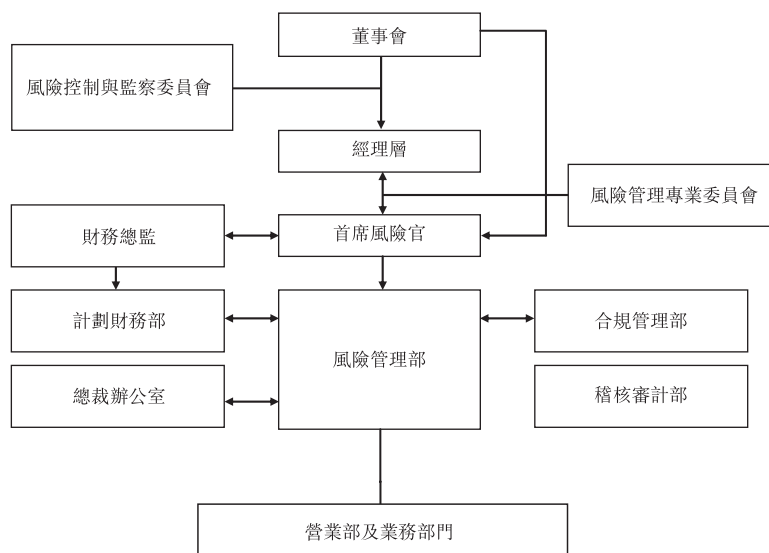 董事會
風險控制與監察委員會
經理層
風險管理專業委員會
財務總監
首席風險官
計劃財務部
風險管理部
合規管理部
總裁辦公室
稽核審計部
營業部及業務部門